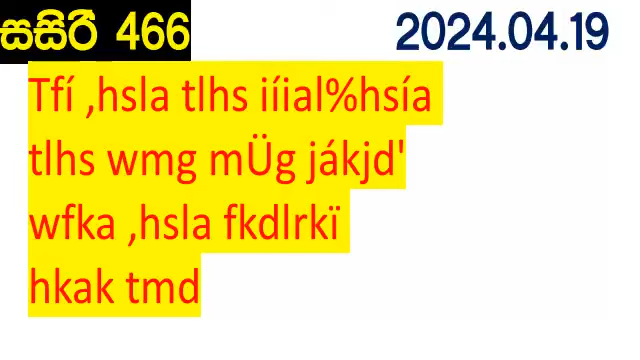 සසිරි 466
2024.04.19
Tfí ,hsla tlhs iíial%hsía
tlhs wmg mÜg jákjd'
wfka ,hsla fkdlrkï
hkak tmd